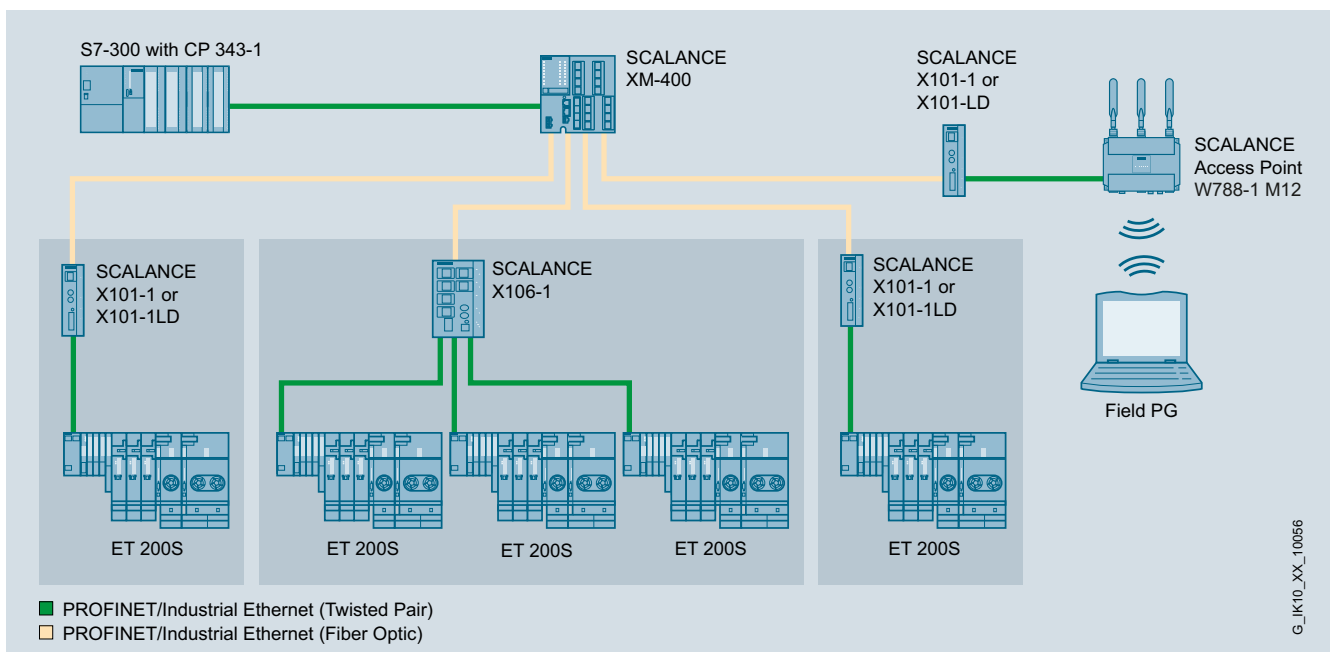 S7-300 with CP 343-1
SCALANCE
XM-400
SCALANCE
X101-1 or
X101-LD
SCALANCE
Access Point
W788-1 M12
SCALANCE
X101-1 or
X101-1LD
SCALANCE
X106-1
SCALANCE
X101-1 or
X101-1LD
Field PG
ET 200S
ET 200S
ET 200S
ET 200S
ET 200S
PROFINET/Industrial Ethernet (Twisted Pair)
PROFINET/Industrial Ethernet (Fiber Optic)
G_IK10_XX_10056